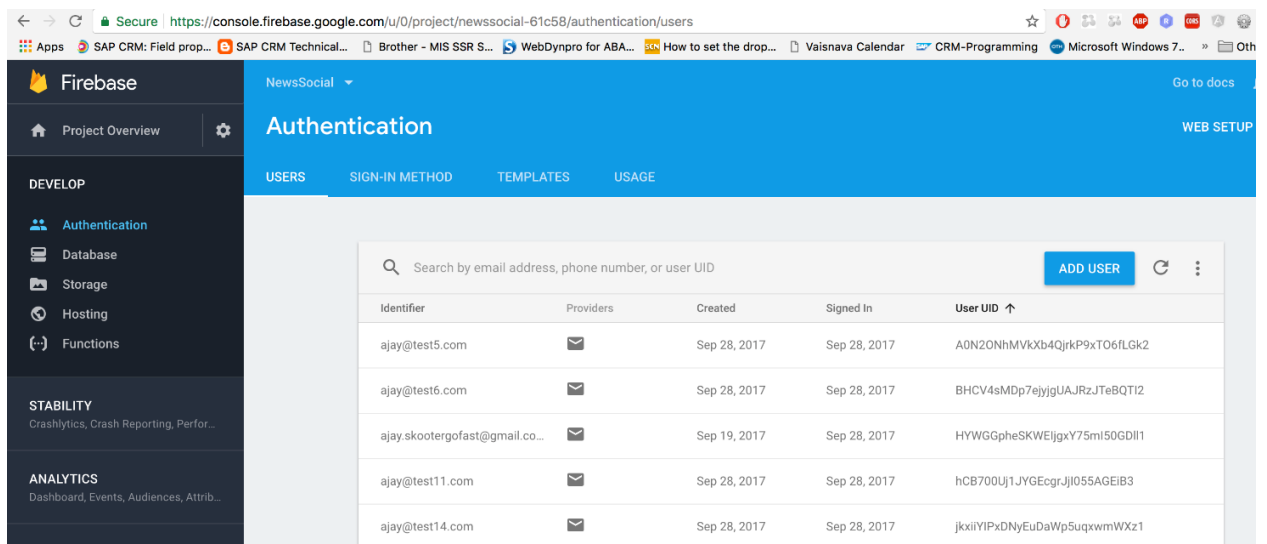 Secure https://console.firebase.google.com/u/0/project/newssocial-61c58/authentication/users
Apps SAP CRM: Field prop... SAP CRM Technical... Brother - MIS SSR S... WebDynpro for ABA... How to set the drop... Vaisnava Calendar CRM-Programming Microsoft Windows 7.. » Oth
Firebase
NewsSocial
Go to docs
Project Overview
Authentication
WEB SETUP
USERS SIGN-IN METHOD TEMPLATES USAGE
DEVELOP
Authentication
Database
Storage
Hosting
Functions
STABILITY
Crashlytics, Crash Reporting, Perfor...
ANALYTICS
Dashboard, Events, Audiences, Attrib...
Search by email address, phone number, or user UID
ADD USER
Identifier Providers Created Signed In User UID
ajay@test5.com Sep 28, 2017 Sep 28, 2017 A0N2ONhMVkXb4QjrkP9xTO6fLGk2
ajay@test6.com Sep 28, 2017 Sep 28, 2017 BHCV4sMDp7ejyjgUAJRzJTeBQTI2
ajay.skootergofast@gmail.co... Sep 19, 2017 Sep 28, 2017 HYWGGpheSKWEljgxY75mI50GDll1
ajay@test11.com Sep 28, 2017 Sep 28, 2017 hCB700Uj1JYGEcgrJjI055AGEiB3
ajay@test14.com Sep 28, 2017 Sep 28, 2017 jkxiiYIPxDNyEuDaWp5uqxwmWXz1